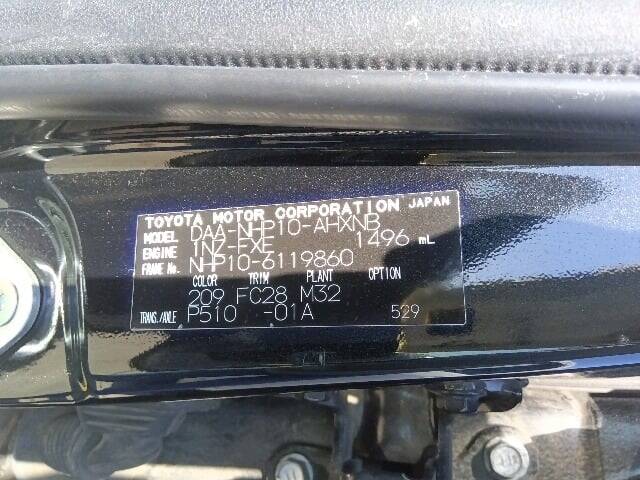 TOYOTA MOTOR CORPORATION JAPAN
MODEL DAA-NHP10-AHXNB
ENGINE 1NZ-FXE 1496 mL
FRAME No. NHP10-6119860
COLOR TRIM PLANT OPTION
209 FC28 M32
TRANS./AXLE P510 -01A 529